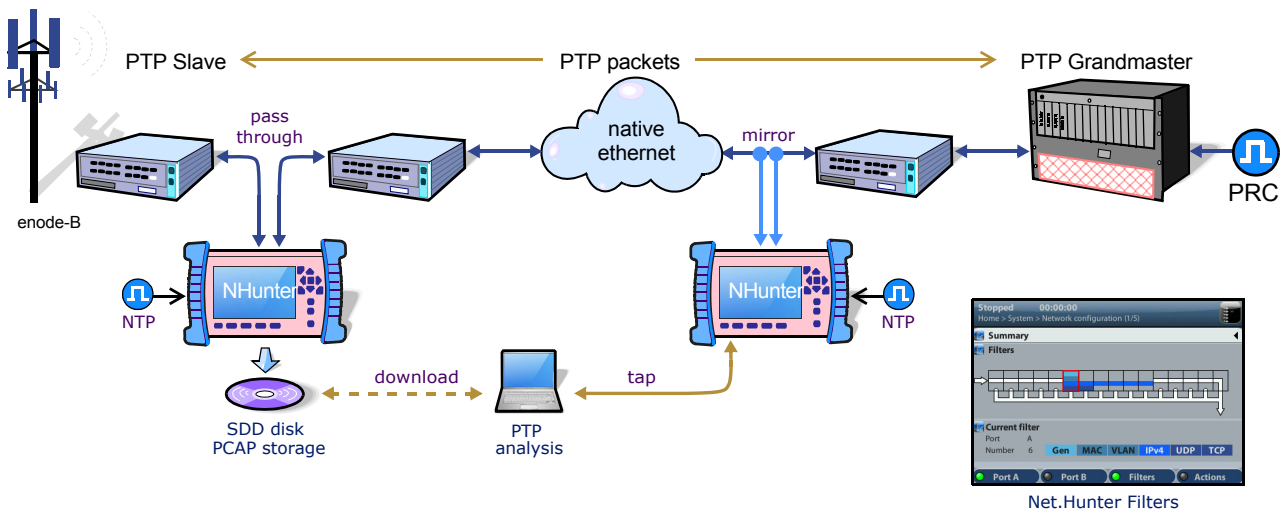 PTP Slave
PTP packets
PTP Grandmaster
pass
through
native
ethernet
mirror
PRC
enode-B
NHunter
NHunter
NTP
NTP
download
tap
SDD disk
PCAP storage
PTP
analysis
Stopped 00:00:00
Home > System > Network configuration (1/5)
Summary
Filters
Current filter
Port A
Number 6 Gen MAC VLAN IPv4 UDP TCP
Port A Port B Filters Actions
Net.Hunter Filters